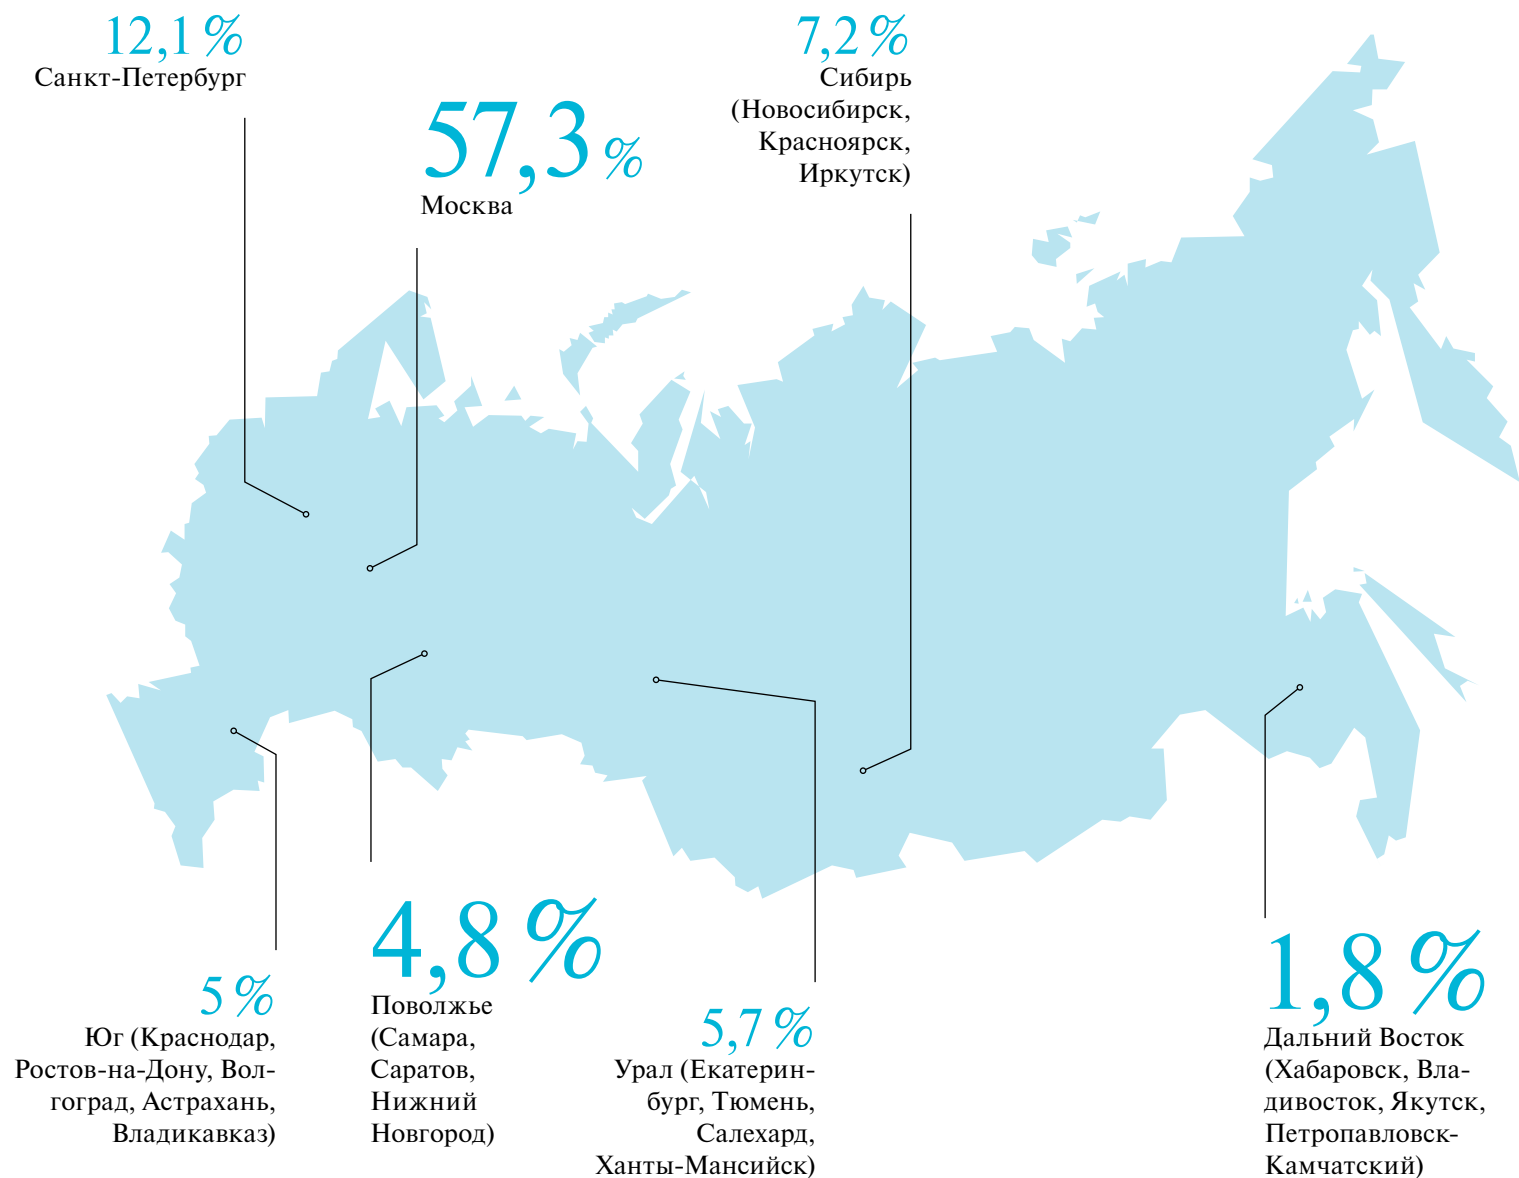 12,1 %
Санкт-Петербург
57,3 %
Москва
7,2 %
Сибирь
(Новосибирск,
Красноярск,
Иркутск)
5 %
Юг (Краснодар,
Ростов-на-Дону, Вол-
гоград, Астрахань,
Владикавказ)
4,8 %
Поволжье
(Самара,
Саратов,
Нижний
Новгород)
5,7 %
Урал (Екатерин-
бург, Тюмень,
Салехард,
Ханты-Мансийск)
1,8 %
Дальний Восток
(Хабаровск, Вла-
дивосток, Якутск,
Петропавловск-
Камчатский)